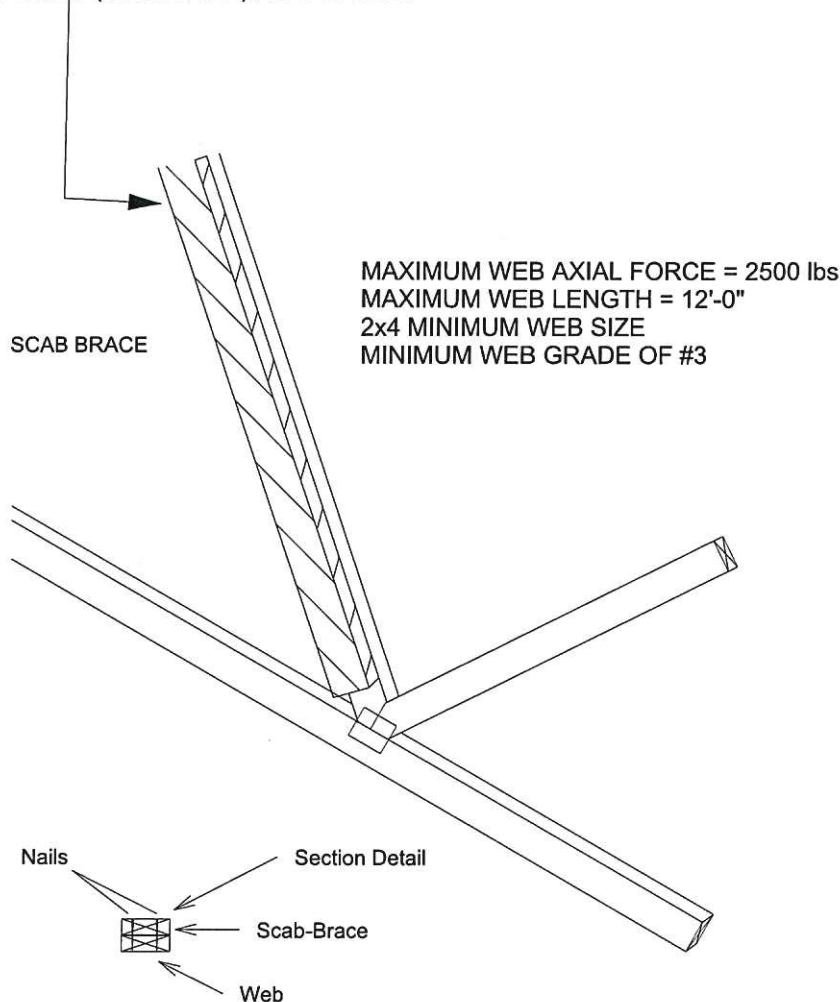 MAXIMUM WEB AXIAL FORCE = 2500 lbs
MAXIMUM WEB LENGTH = 12'-0"
2x4 MINIMUM WEB SIZE
MINIMUM WEB GRADE OF #3
SCAB BRACE
Nails
Section Detail
Scab-Brace
Web